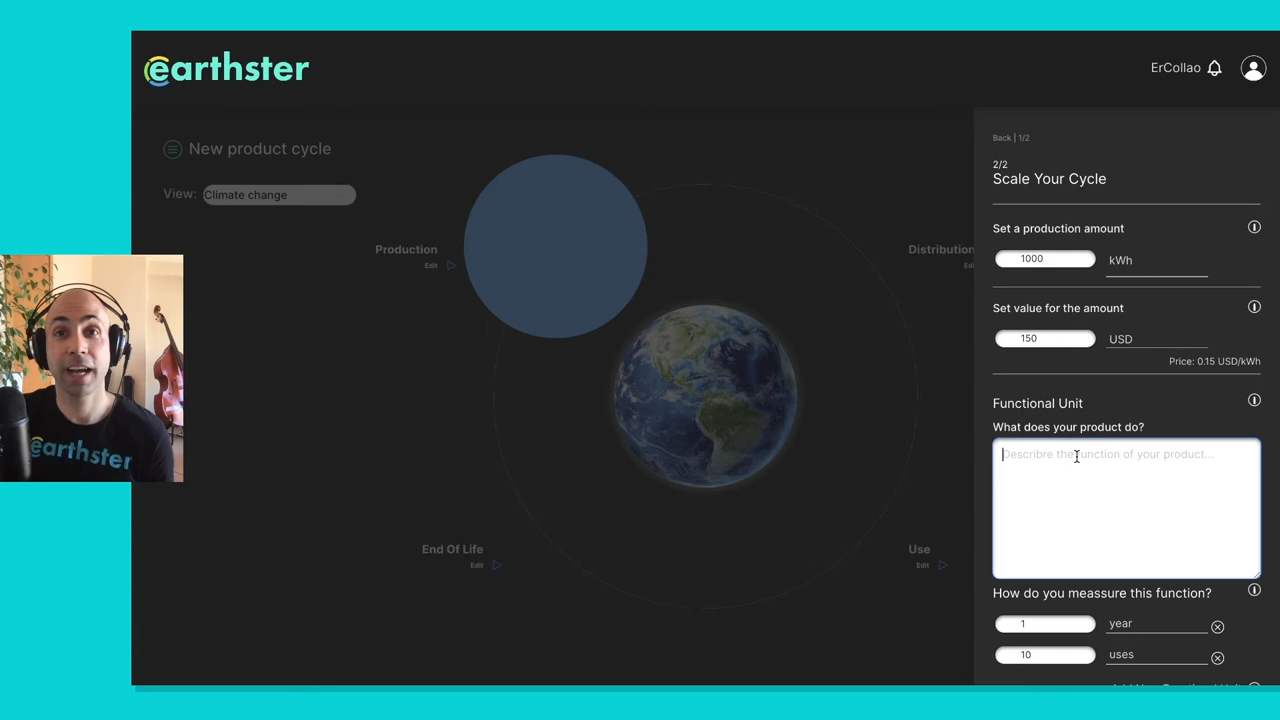 earthster
ErCollao
New product cycle
View: Climate change
Production
Edit
Distribution
Ed
End Of Life
Edit
Use
Edit
Back | 1/2
2/2
Scale Your Cycle
Set a production amount
1000 kWh
Set value for the amount
150 USD
Price: 0.15 USD/kWh
Functional Unit
What does your product do?
Describre the function of your product...
How do you meassure this function?
1 year
10 uses
earthster